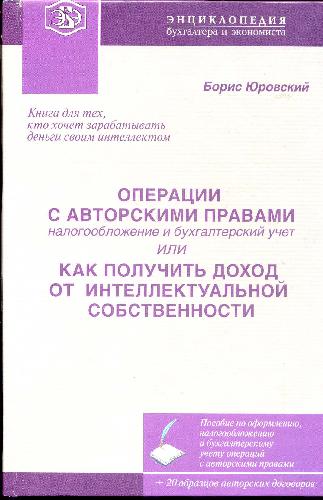 ЭНЦИКЛОПЕДИЯ
бухгалтера и экономиста
Борис Юровский
Книга для тех,
кто хочет зарабатывать
деньги своим интеллектом
ОПЕРАЦИИ
С АВТОРСКИМИ ПРАВАМИ
налогообложение и бухгалтерский учет
ИЛИ
КАК ПОЛУЧИТЬ ДОХОД
ОТ ИНТЕЛЛЕКТУАЛЬНОЙ
СОБСТВЕННОСТИ
Пособие по оформлению,
налогообложению
и бухгалтерскому
учету операций
с авторскими правами
+ 20 образцов авторских договоров